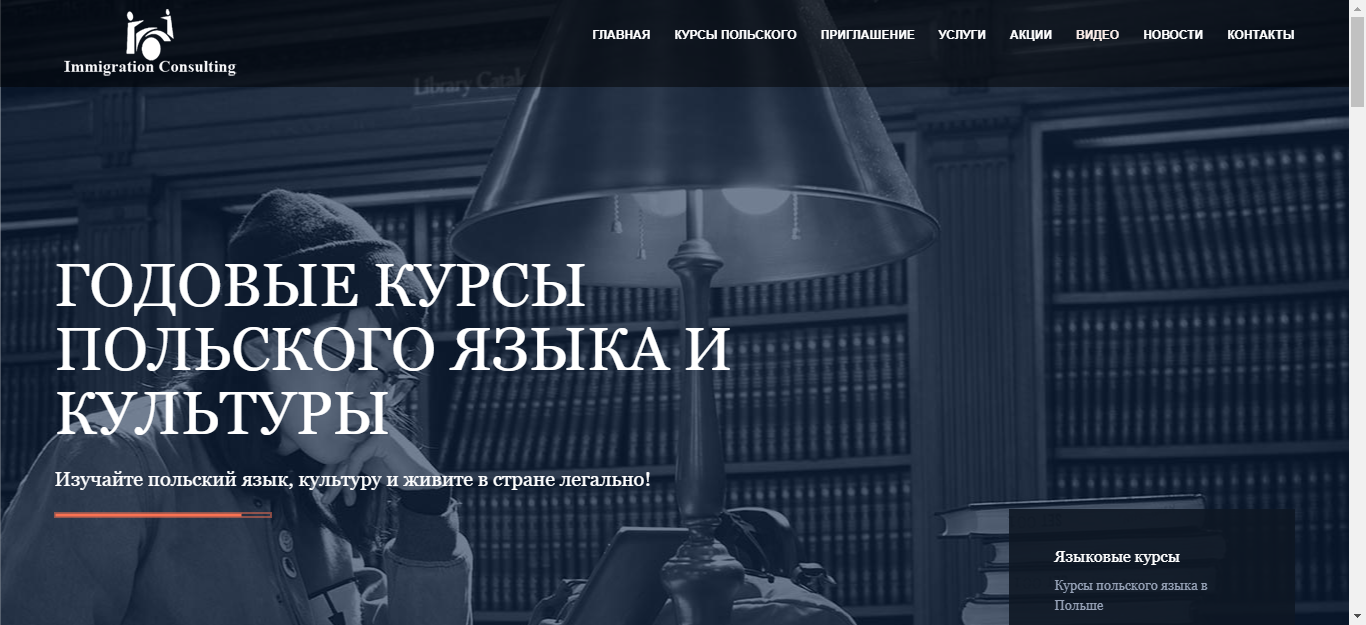 ГЛАВНАЯ КУРСЫ ПОЛЬСКОГО ПРИГЛАШЕНИЕ УСЛУГИ АКЦИИ ВИДЕО НОВОСТИ КОНТАКТЫ
Immigration Consulting
Library Catal
ГОДОВЫЕ КУРСЫ
ПОЛЬСКОГО ЯЗЫКА И
КУЛЬТУРЫ
Изучайте польский язык, культуру и живите в стране легально!
Языковые курсы
Курсы польского языка в
Польше